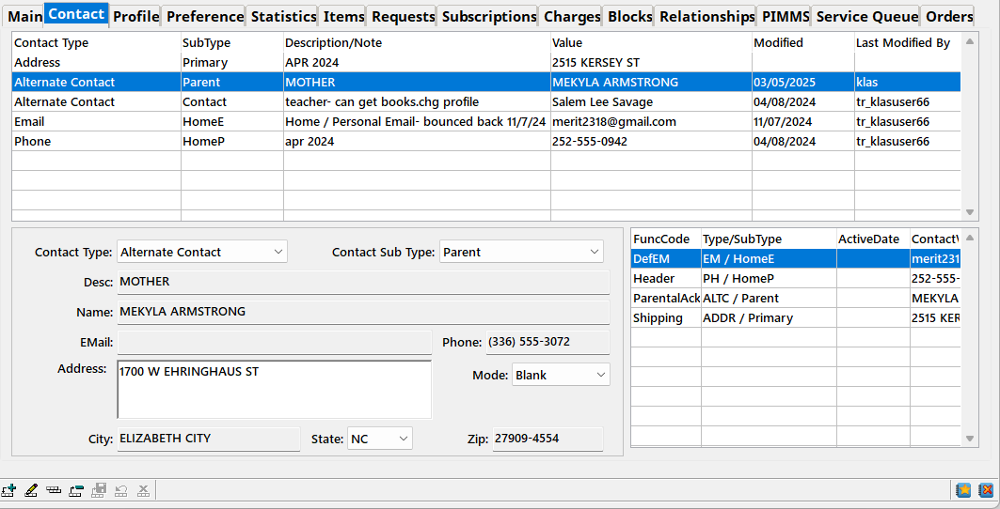 Main Contact Profile Preference Statistics Items Requests Subscriptions Charges Blocks Relationships PIMMS Service Queue Orders
Contact Type SubType Description/Note Value Modified Last Modified By
Address Primary APR 2024 2515 KERSEY ST
Alternate Contact Parent MOTHER MEKYLA ARMSTRONG 03/05/2025 klas
Alternate Contact Contact teacher- can get books.chg profile Salem Lee Savage 04/08/2024 tr_klasuser66
Email HomeE Home / Personal Email- bounced back 11/7/24 merit2318@gmail.com 11/07/2024 tr_klasuser66
Phone HomeP apr 2024 252-555-0942 04/08/2024 tr_klasuser66
Contact Type: Alternate Contact Contact Sub Type: Parent
Desc: MOTHER
Name: MEKYLA ARMSTRONG
EMail: Phone: (336) 555-3072
Address: 1700 W EHRINGHAUS ST
Mode: Blank
City: ELIZABETH CITY State: NC Zip: 27909-4554
FuncCode Type/SubType ActiveDate ContactV
DefEM EM / HomeE merit231
Header PH / HomeP 252-555-
ParentalAck ALTC / Parent MEKYLA
Shipping ADDR / Primary 2515 KER